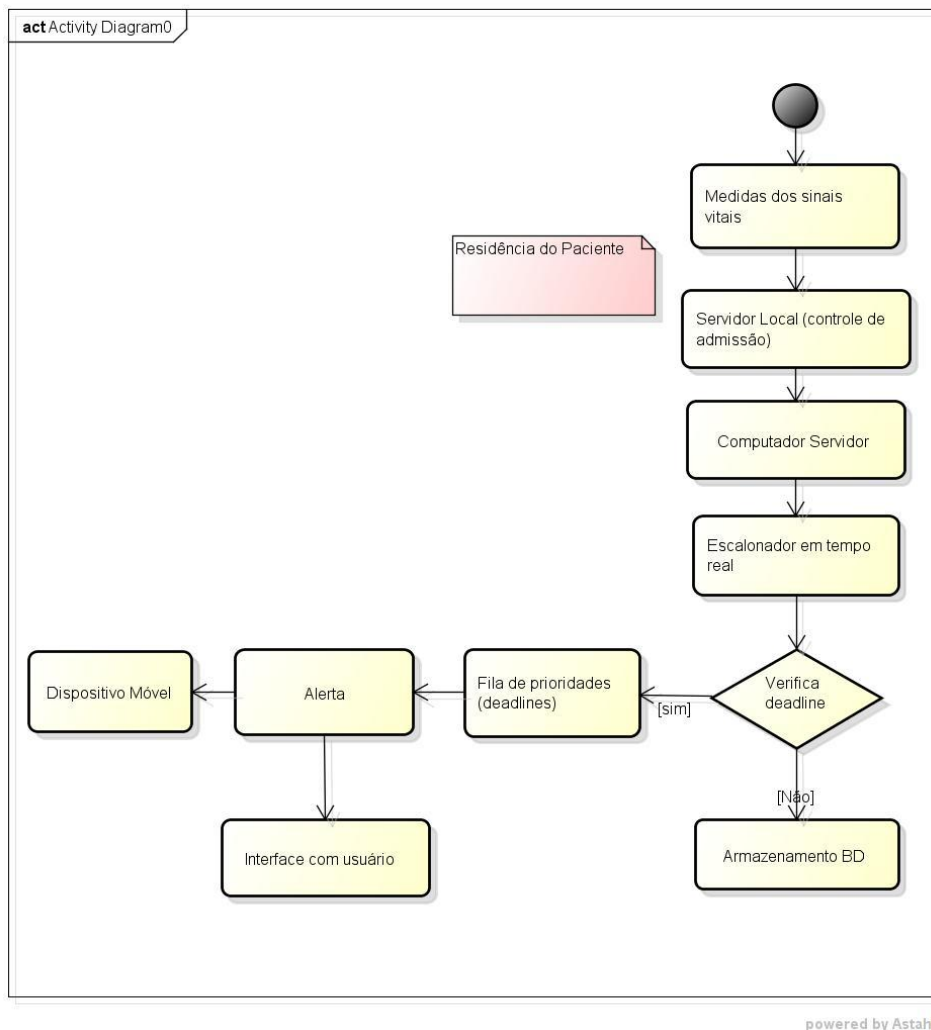 act Activity Diagram0
Medidas dos sinais
vitais
Residência do Paciente
Servidor Local (controle de
admissão)
Computador Servidor
Escalonador em tempo
real
Verifica
deadline
[sim]
Fila de prioridades
(deadlines)
Alerta
Dispositivo Móvel
[Não]
Interface com usuário
Armazenamento BD
powered by Astah